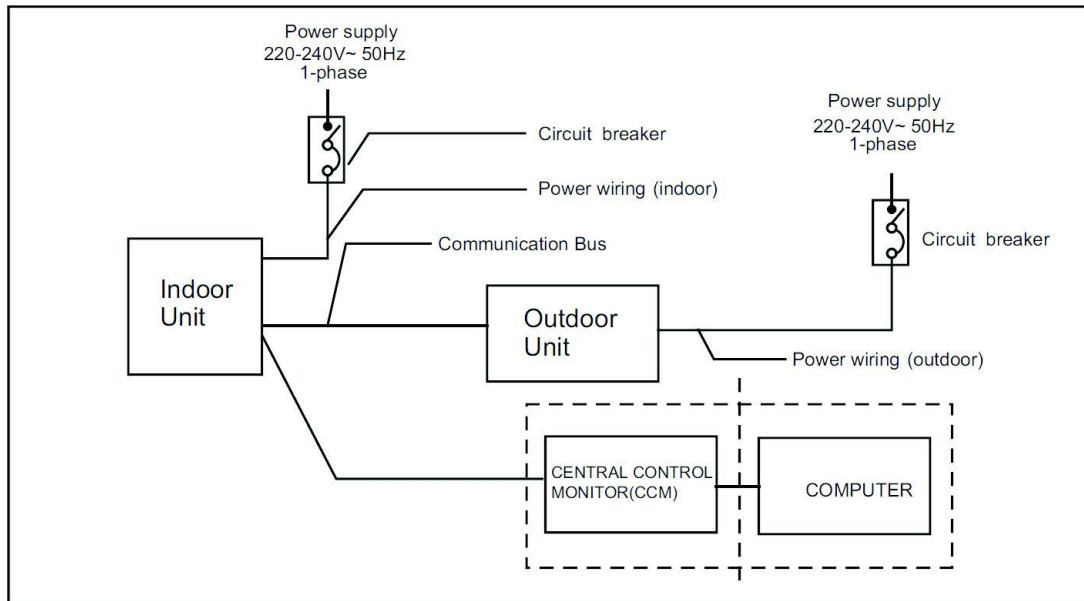 Power supply
220-240V~ 50Hz
1-phase
Circuit breaker
Power wiring (indoor)
Communication Bus
Indoor
Unit
Outdoor
Unit
Power supply
220-240V~ 50Hz
1-phase
Circuit breaker
Power wiring (outdoor)
CENTRAL CONTROL
MONITOR(CCM)
COMPUTER